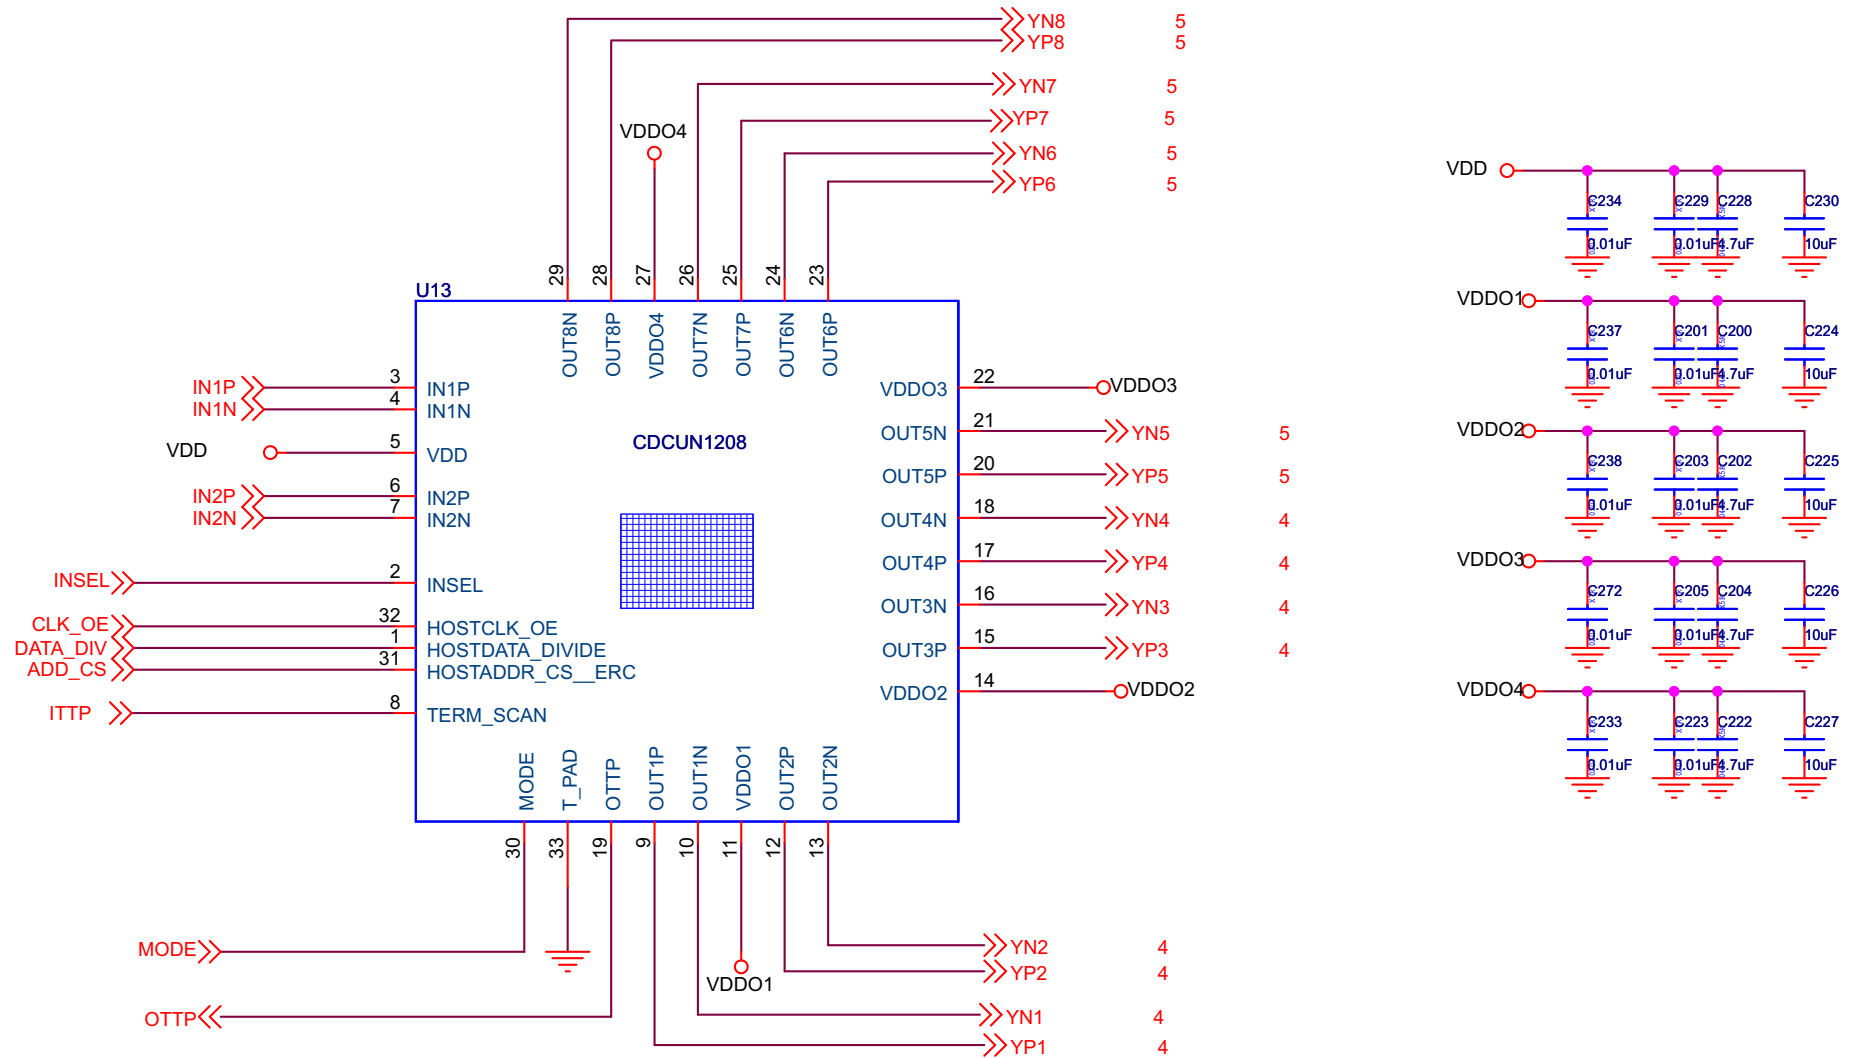 YN8 5
YP8 5
YN7 5
YP7 5
YN6 5
YP6 5
VDDO4
29 28 27 26 25 24 23
U13
OUT8N OUT8P VDDO4 OUT7N OUT7P OUT6N OUT6P
CDCUN1208
IN1P 3 IN1P
IN1N 4 IN1N
VDD 5 VDD
IN2P 6 IN2P
IN2N 7 IN2N
INSEL 2 INSEL
CLK_OE 32 HOSTCLK_OE
DATA_DIV 1 HOSTDATA_DIVIDE
ADD_CS 31 HOSTADDR_CS__ERC
ITTP 8 TERM_SCAN
VDDO3 22 VDDO3
OUT5N 21 YN5 5
OUT5P 20 YP5 5
OUT4N 18 YN4 4
OUT4P 17 YP4 4
OUT3N 16 YN3 4
OUT3P 15 YP3 4
VDDO2 14 VDDO2
MODE T_PAD OTTP OUT1P OUT1N VDDO1 OUT2P OUT2N
30 33 19 9 10 11 12 13
MODE
OTTP
VDDO1
YN2 4
YP2 4
YN1 4
YP1 4
VDD
C234 C229 C228 C230
0.01uF 0.01uF 4.7uF 10uF
VDDO1
C237 C201 C200 C224
0.01uF 0.01uF 4.7uF 10uF
VDDO2
C238 C203 C202 C225
0.01uF 0.01uF 4.7uF 10uF
VDDO3
C272 C205 C204 C226
0.01uF 0.01uF 4.7uF 10uF
VDDO4
C233 C223 C222 C227
0.01uF 0.01uF 4.7uF 10uF